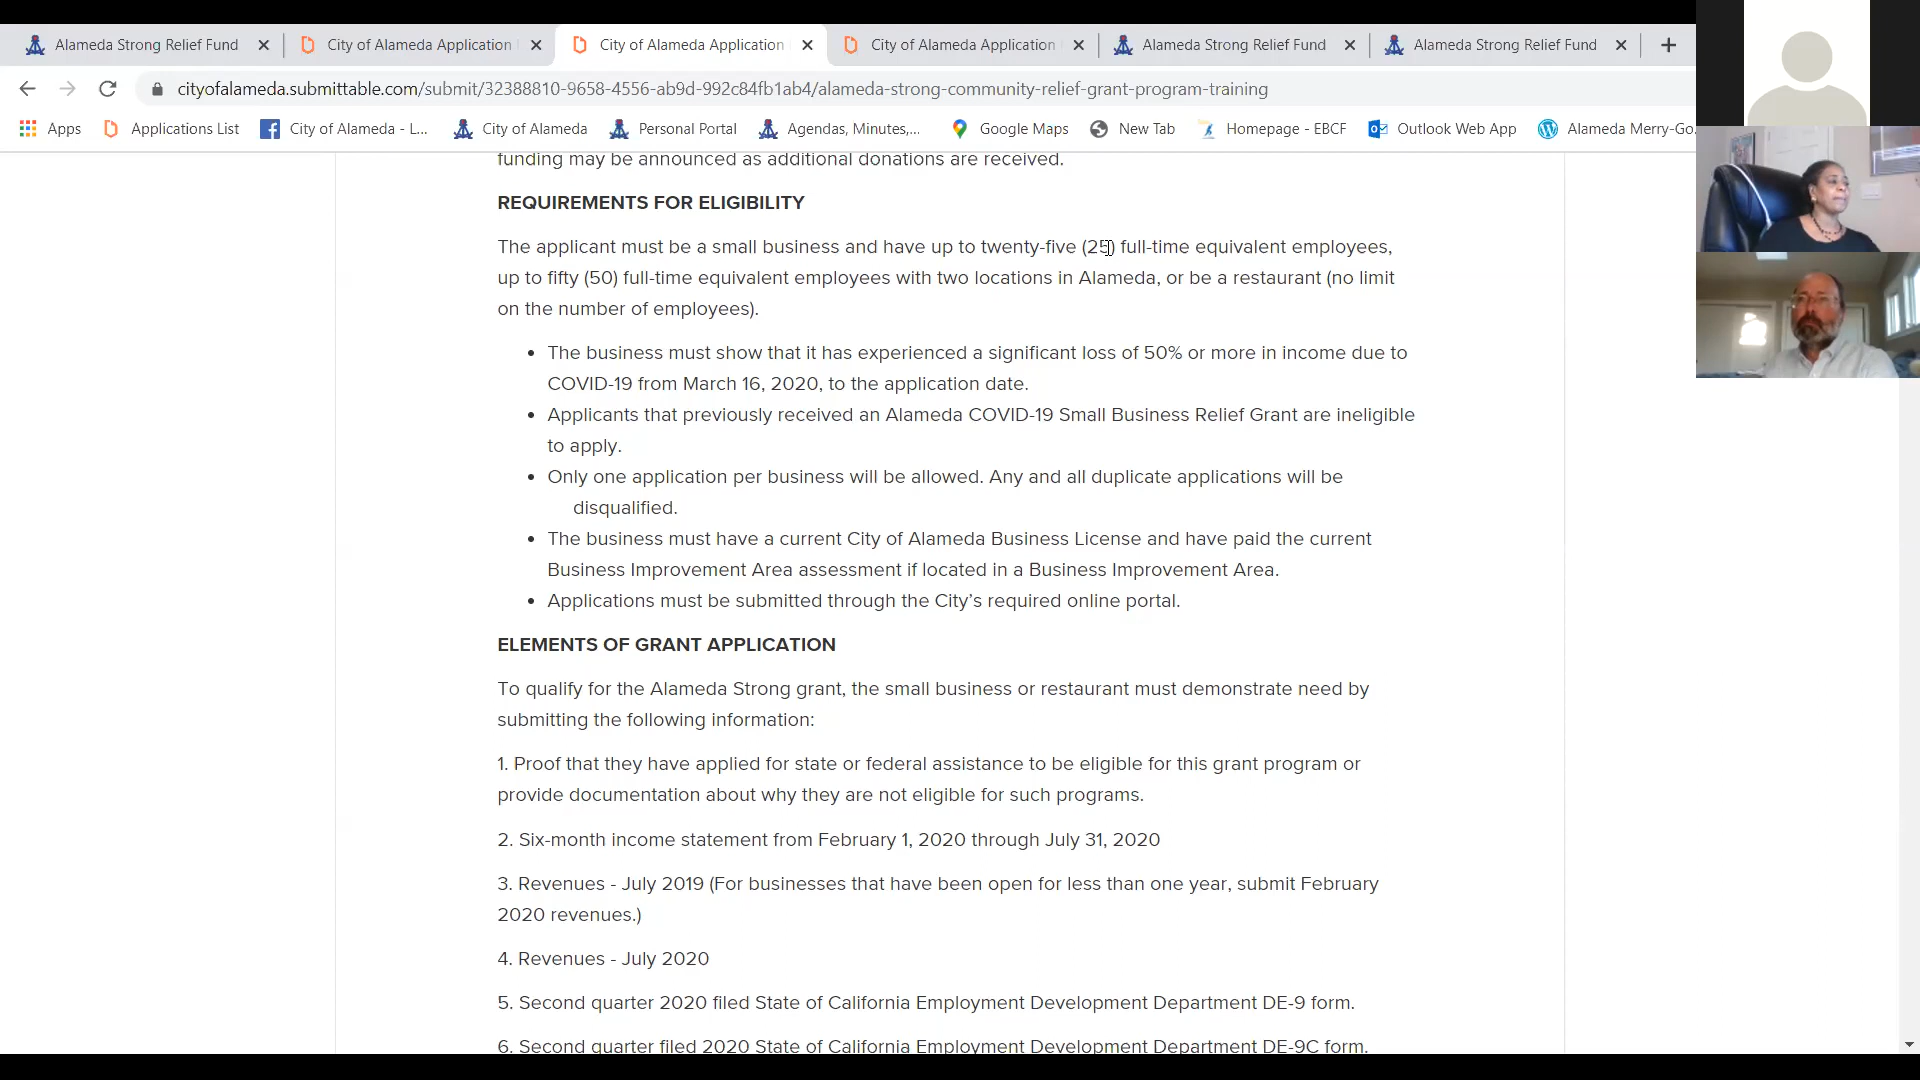 Alameda Strong Relief Fund
City of Alameda Application
City of Alameda Application
City of Alameda Application
Alameda Strong Relief Fund
Alameda Strong Relief Fund
cityofalameda.submittable.com/submit/32388810-9658-4556-ab9d-992c84fb1ab4/alameda-strong-community-relief-grant-program-training
Apps
Applications List
City of Alameda - L...
City of Alameda
Personal Portal
Agendas, Minutes,...
Google Maps
New Tab
Homepage - EBCF
Outlook Web App
Alameda Merry-Go.
funding may be announced as additional donations are received.
REQUIREMENTS FOR ELIGIBILITY
The applicant must be a small business and have up to twenty-five (25) full-time equivalent employees,
up to fifty (50) full-time equivalent employees with two locations in Alameda, or be a restaurant (no limit
on the number of employees).
• The business must show that it has experienced a significant loss of 50% or more in income due to
COVID-19 from March 16, 2020, to the application date.
• Applicants that previously received an Alameda COVID-19 Small Business Relief Grant are ineligible
to apply.
• Only one application per business will be allowed. Any and all duplicate applications will be
disqualified.
• The business must have a current City of Alameda Business License and have paid the current
Business Improvement Area assessment if located in a Business Improvement Area.
• Applications must be submitted through the City’s required online portal.
ELEMENTS OF GRANT APPLICATION
To qualify for the Alameda Strong grant, the small business or restaurant must demonstrate need by
submitting the following information:
1. Proof that they have applied for state or federal assistance to be eligible for this grant program or
provide documentation about why they are not eligible for such programs.
2. Six-month income statement from February 1, 2020 through July 31, 2020
3. Revenues - July 2019 (For businesses that have been open for less than one year, submit February
2020 revenues.)
4. Revenues - July 2020
5. Second quarter 2020 filed State of California Employment Development Department DE-9 form.
6. Second quarter filed 2020 State of California Employment Development Department DE-9C form.